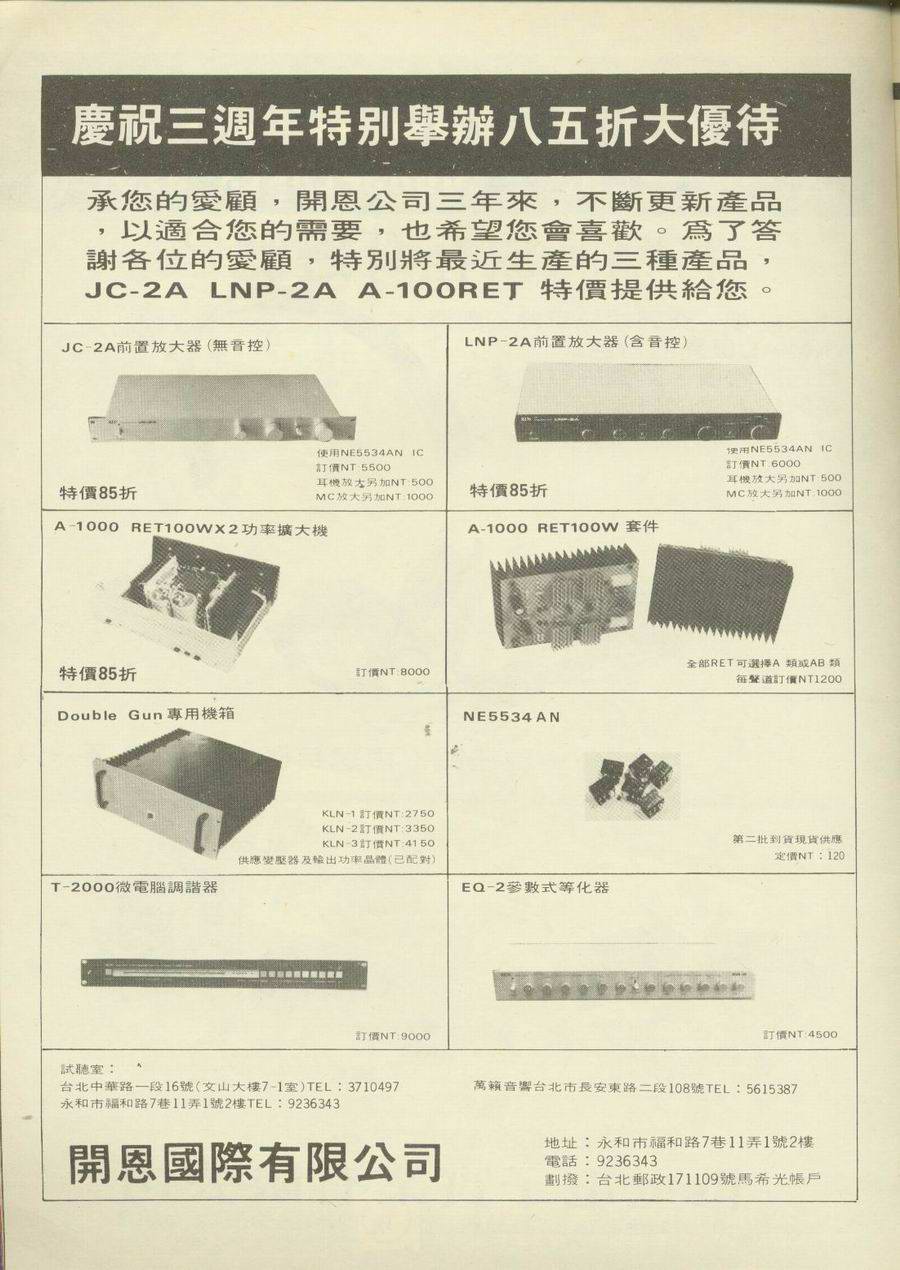 慶祝三週年特別舉辦八五折大優待
承您的愛顧，開恩公司三年來，不斷更新產品
，以適合您的需要，也希望您會喜歡。爲了答
謝各位的愛顧，特別將最近生產的三種產品，
JC-2A LNP-2A A-100RET 特價提供給您。
JC-2A前置放大器(無音控)
使用NE5534AN IC
訂價NT:5500
耳機放大另加NT:500
MC放大另加NT:1000
特價85折
LNP-2A前置放大器(含音控)
使用NE5534AN IC
訂價NT:6000
耳機放大另加NT:500
MC放大另加NT:1000
特價85折
A-1000 RET100WX2功率擴大機
特價85折
訂價NT:8000
A-1000 RET100W 套件
全部RET可選擇A 類或AB 類
每聲道訂價NT1200
Double Gun專用機箱
KLN-1訂價NT:2750
KLN-2訂價NT:3350
KLN-3訂價NT:4150
供應變壓器及輸出功率晶體(已配對)
NE5534AN
第二批到貨現貨供應
定價NT：120
T-2000微電腦調諧器
訂價NT:9000
EQ-2參數式等化器
訂價NT:4500
試聽室：
台北中華路一段16號(文山大樓7-1室)TEL：3710497
永和市福和路7巷11弄1號2樓TEL：9236343
萬籟音響台北市長安東路二段108號TEL：5615387
開恩國際有限公司
地址：永和市福和路7巷11弄1號2樓
電話：9236343
劃撥：台北郵政171109號馬希光帳戶